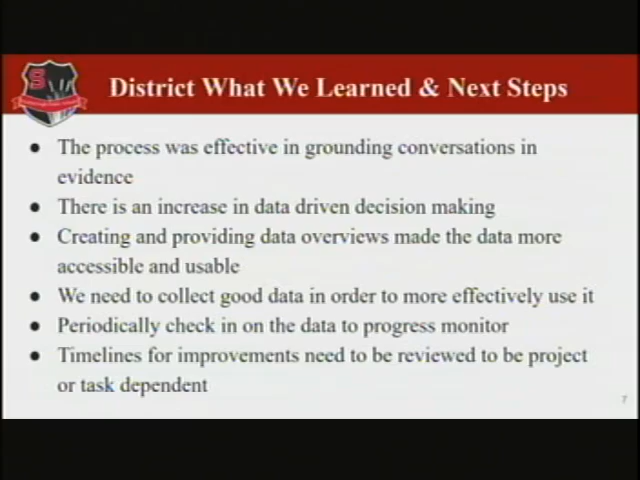 District What We Learned & Next Steps
S
● The process was effective in grounding conversations in
evidence
● There is an increase in data driven decision making
● Creating and providing data overviews made the data more
accessible and usable
● We need to collect good data in order to more effectively use it
● Periodically check in on the data to progress monitor
● Timelines for improvements need to be reviewed to be project
or task dependent
7